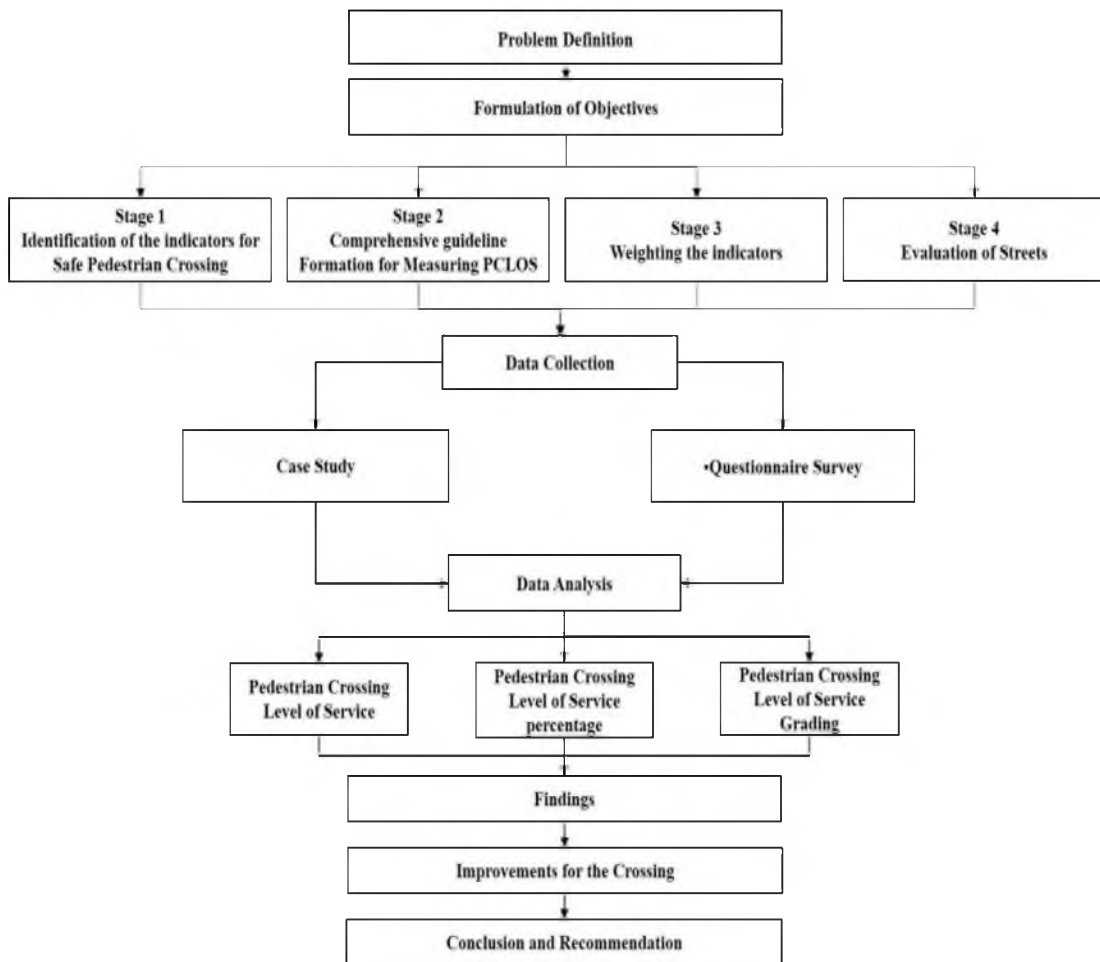 Problem Definition
Formulation of Objectives
Stage 1
Identification of the indicators for
Safe Pedestrian Crossing
Stage 2
Comprehensive guideline
Formation for Measuring PCLOS
Stage 3
Weighting the indicators
Stage 4
Evaluation of Streets
Data Collection
Case Study
•Questionnaire Survey
Data Analysis
Pedestrian Crossing
Level of Service
Pedestrian Crossing
Level of Service
percentage
Pedestrian Crossing
Level of Service
Grading
Findings
Improvements for the Crossing
Conclusion and Recommendation